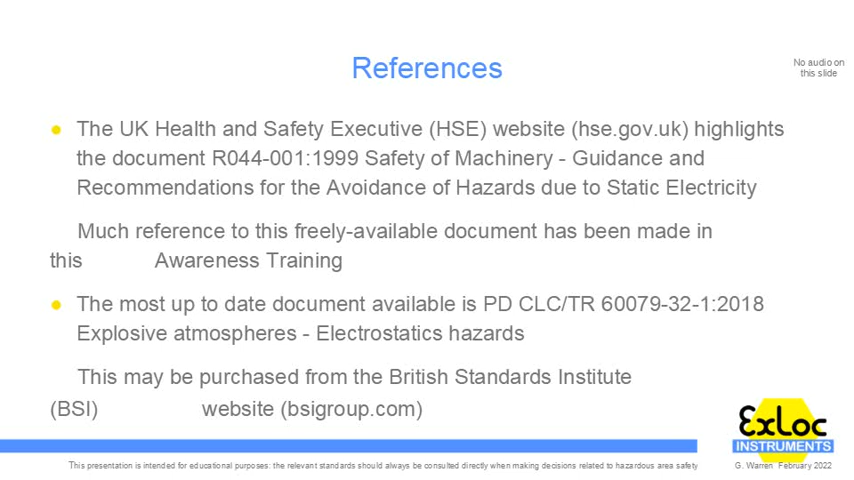 References
No audio on
this slide
● The UK Health and Safety Executive (HSE) website (hse.gov.uk) highlights
the document R044-001:1999 Safety of Machinery - Guidance and
Recommendations for the Avoidance of Hazards due to Static Electricity
Much reference to this freely-available document has been made in
this Awareness Training
● The most up to date document available is PD CLC/TR 60079-32-1:2018
Explosive atmospheres - Electrostatics hazards
This may be purchased from the British Standards Institute
(BSI) website (bsigroup.com)
ExLoc
INSTRUMENTS
This presentation is intended for educational purposes: the relevant standards should always be consulted directly when making decisions related to hazardous area safety
G. Warren February 2022